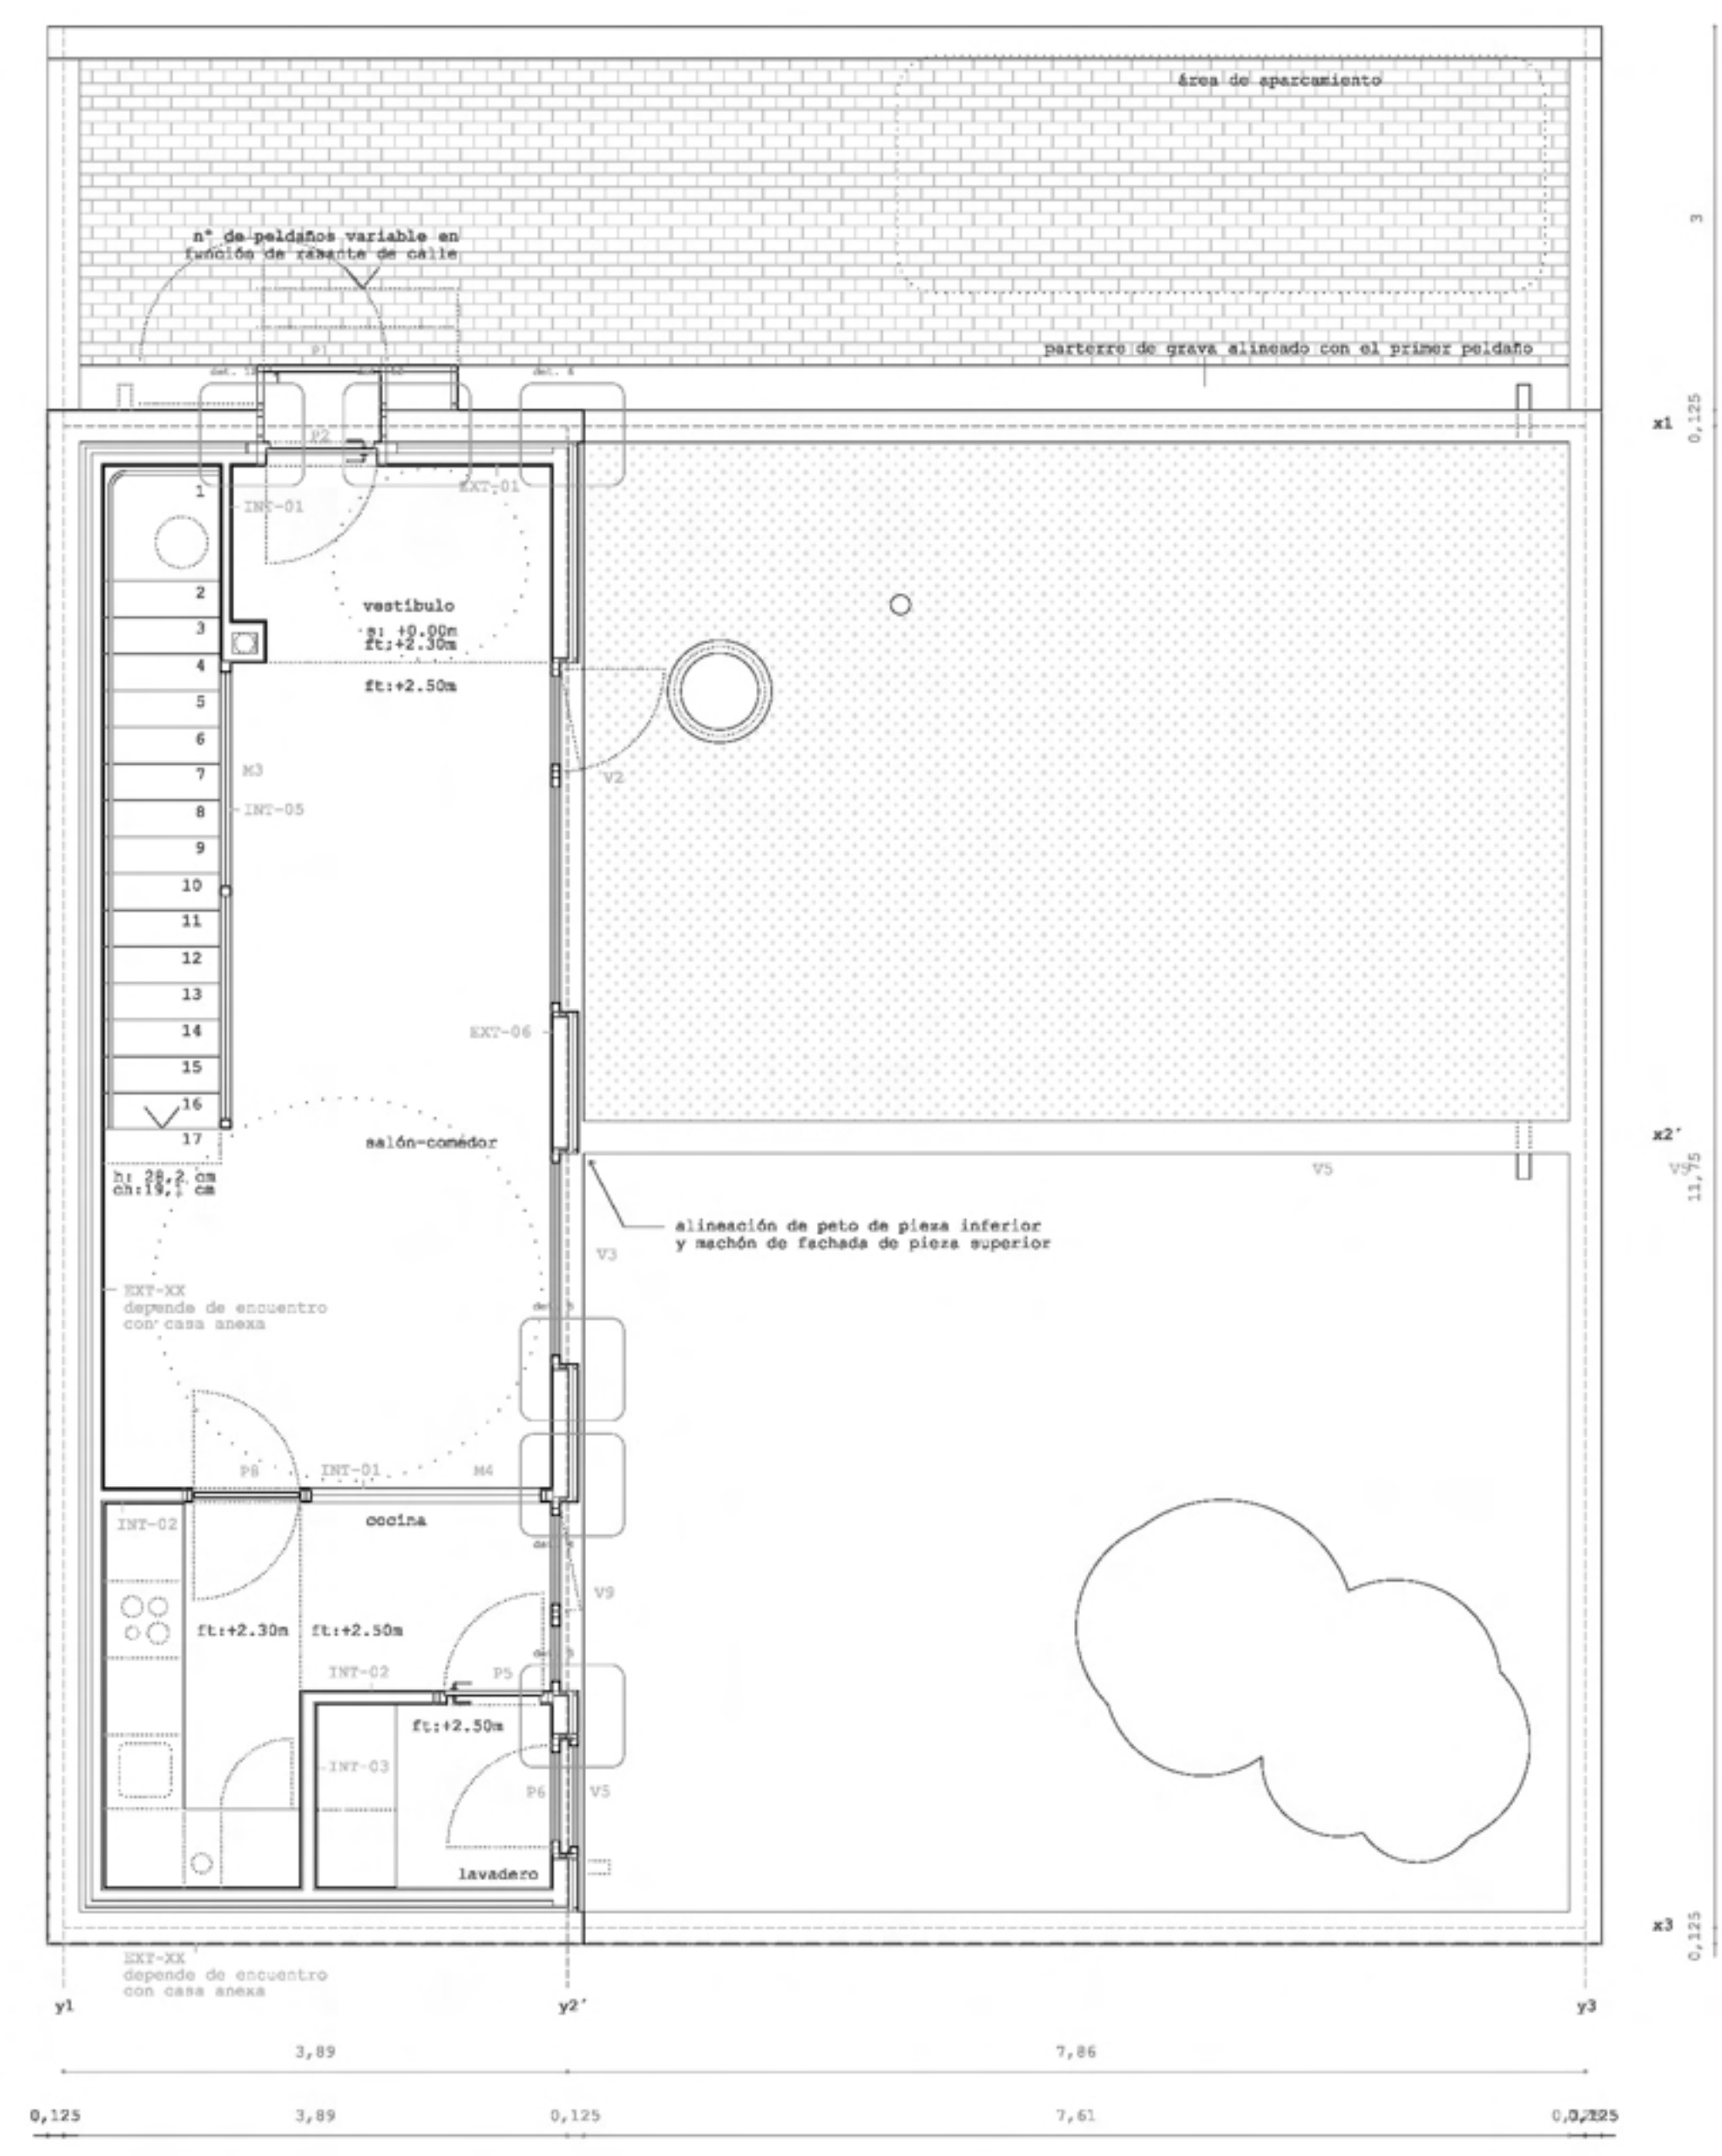 área de aparcamiento
3
n° de peldaños variable en
función de rasante de calle
P1
parterre de grava alineado con el primer peldaño
det. 6
x1
0,125
P2
EXT-01
INT-01
1
2
3
4
5
6
7
8
9
10
11
12
13
14
15
16
17
vestíbulo
s: +0.00m
ft:+2.30m
ft:+2.50m
M3
INT-05
V2
EXT-06
salón-comedor
x2´
h: 28,2 cm
ch:19,1 cm
V5
11,75
alineación de peto de pieza inferior
y machón de fachada de pieza superior
V3
EXT-XX
depende de encuentro
con casa anexa
P8
INT-01
M4
INT-02
cocina
V9
ft:+2.30m
ft:+2.50m
INT-02
P5
ft:+2.50m
INT-03
P6
V5
lavadero
x3
0,125
EXT-XX
depende de encuentro
con casa anexa
y1
y2´
y3
3,89
7,86
0,125
3,89
0,125
7,61